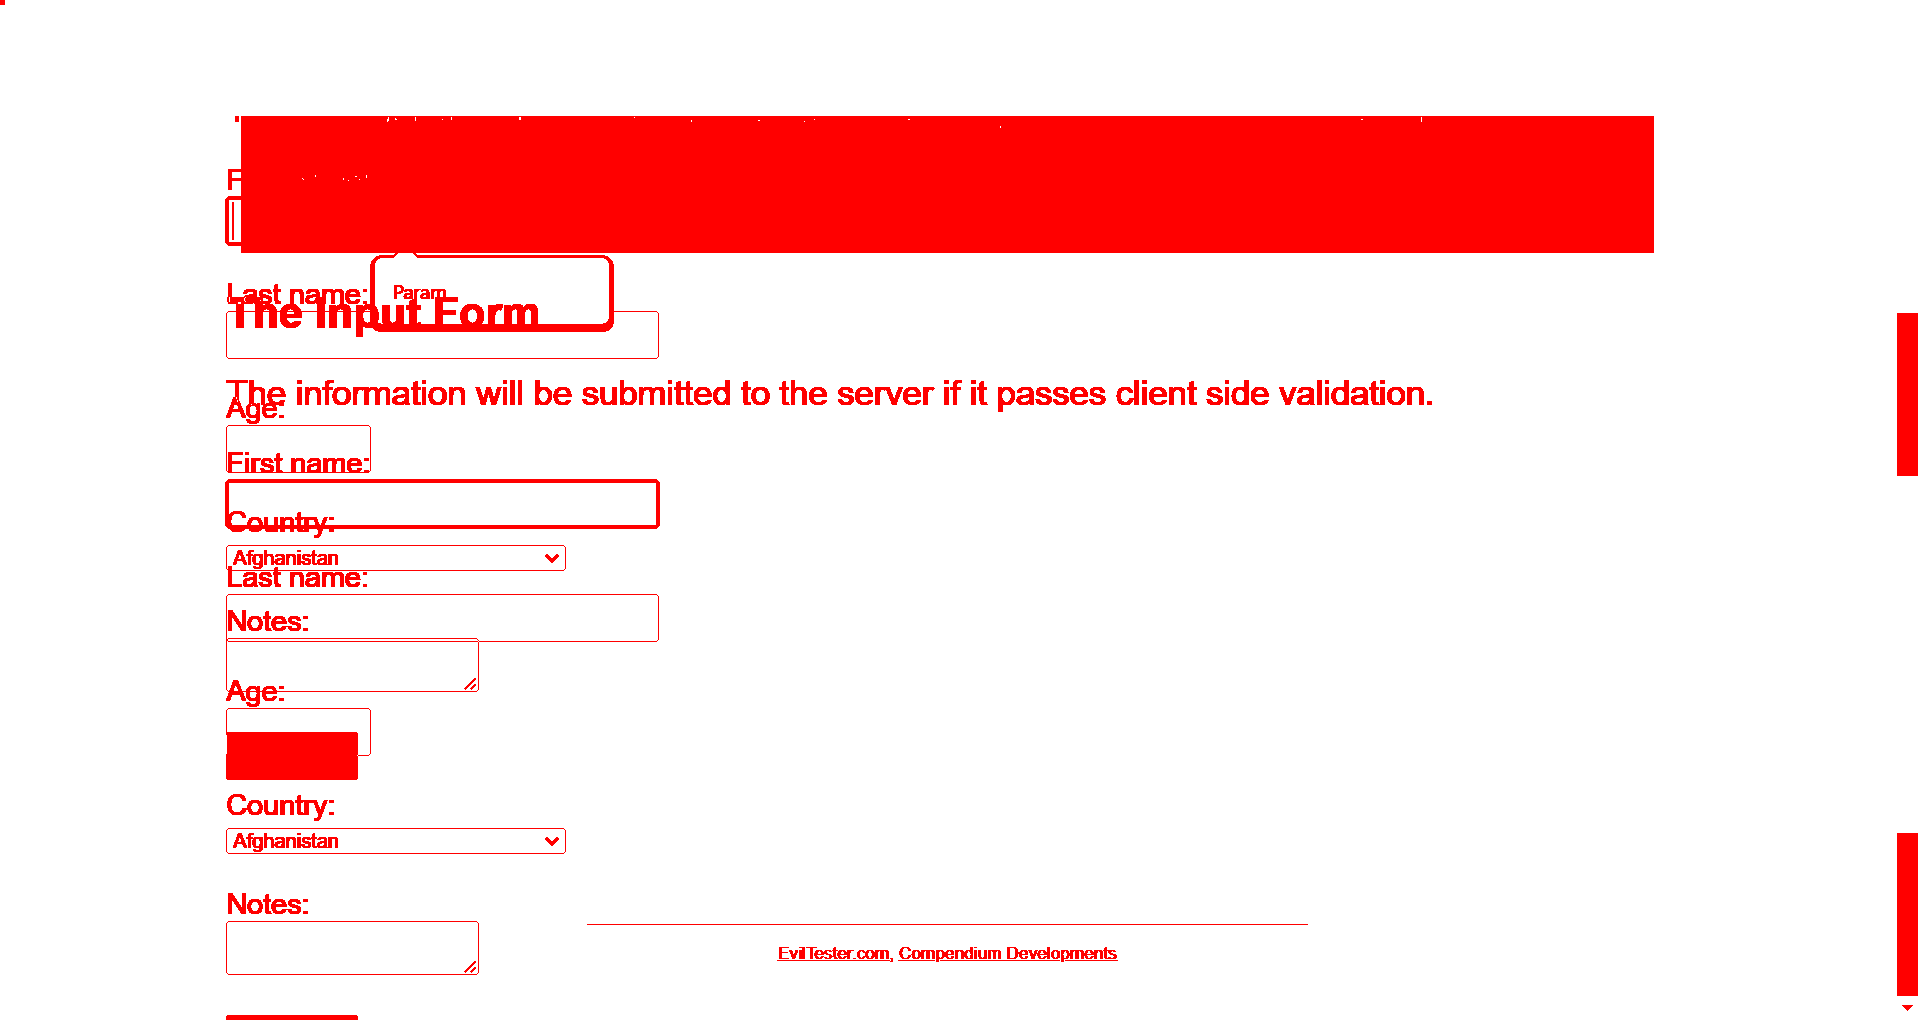 F
Last name:
Param
The Input Form
The information will be submitted to the server if it passes client side validation.
Age:
First name:
Country:
Afghanistan
Last name:
Notes:
Age:
Country:
Afghanistan
Notes:
EvilTester.com, Compendium Developments